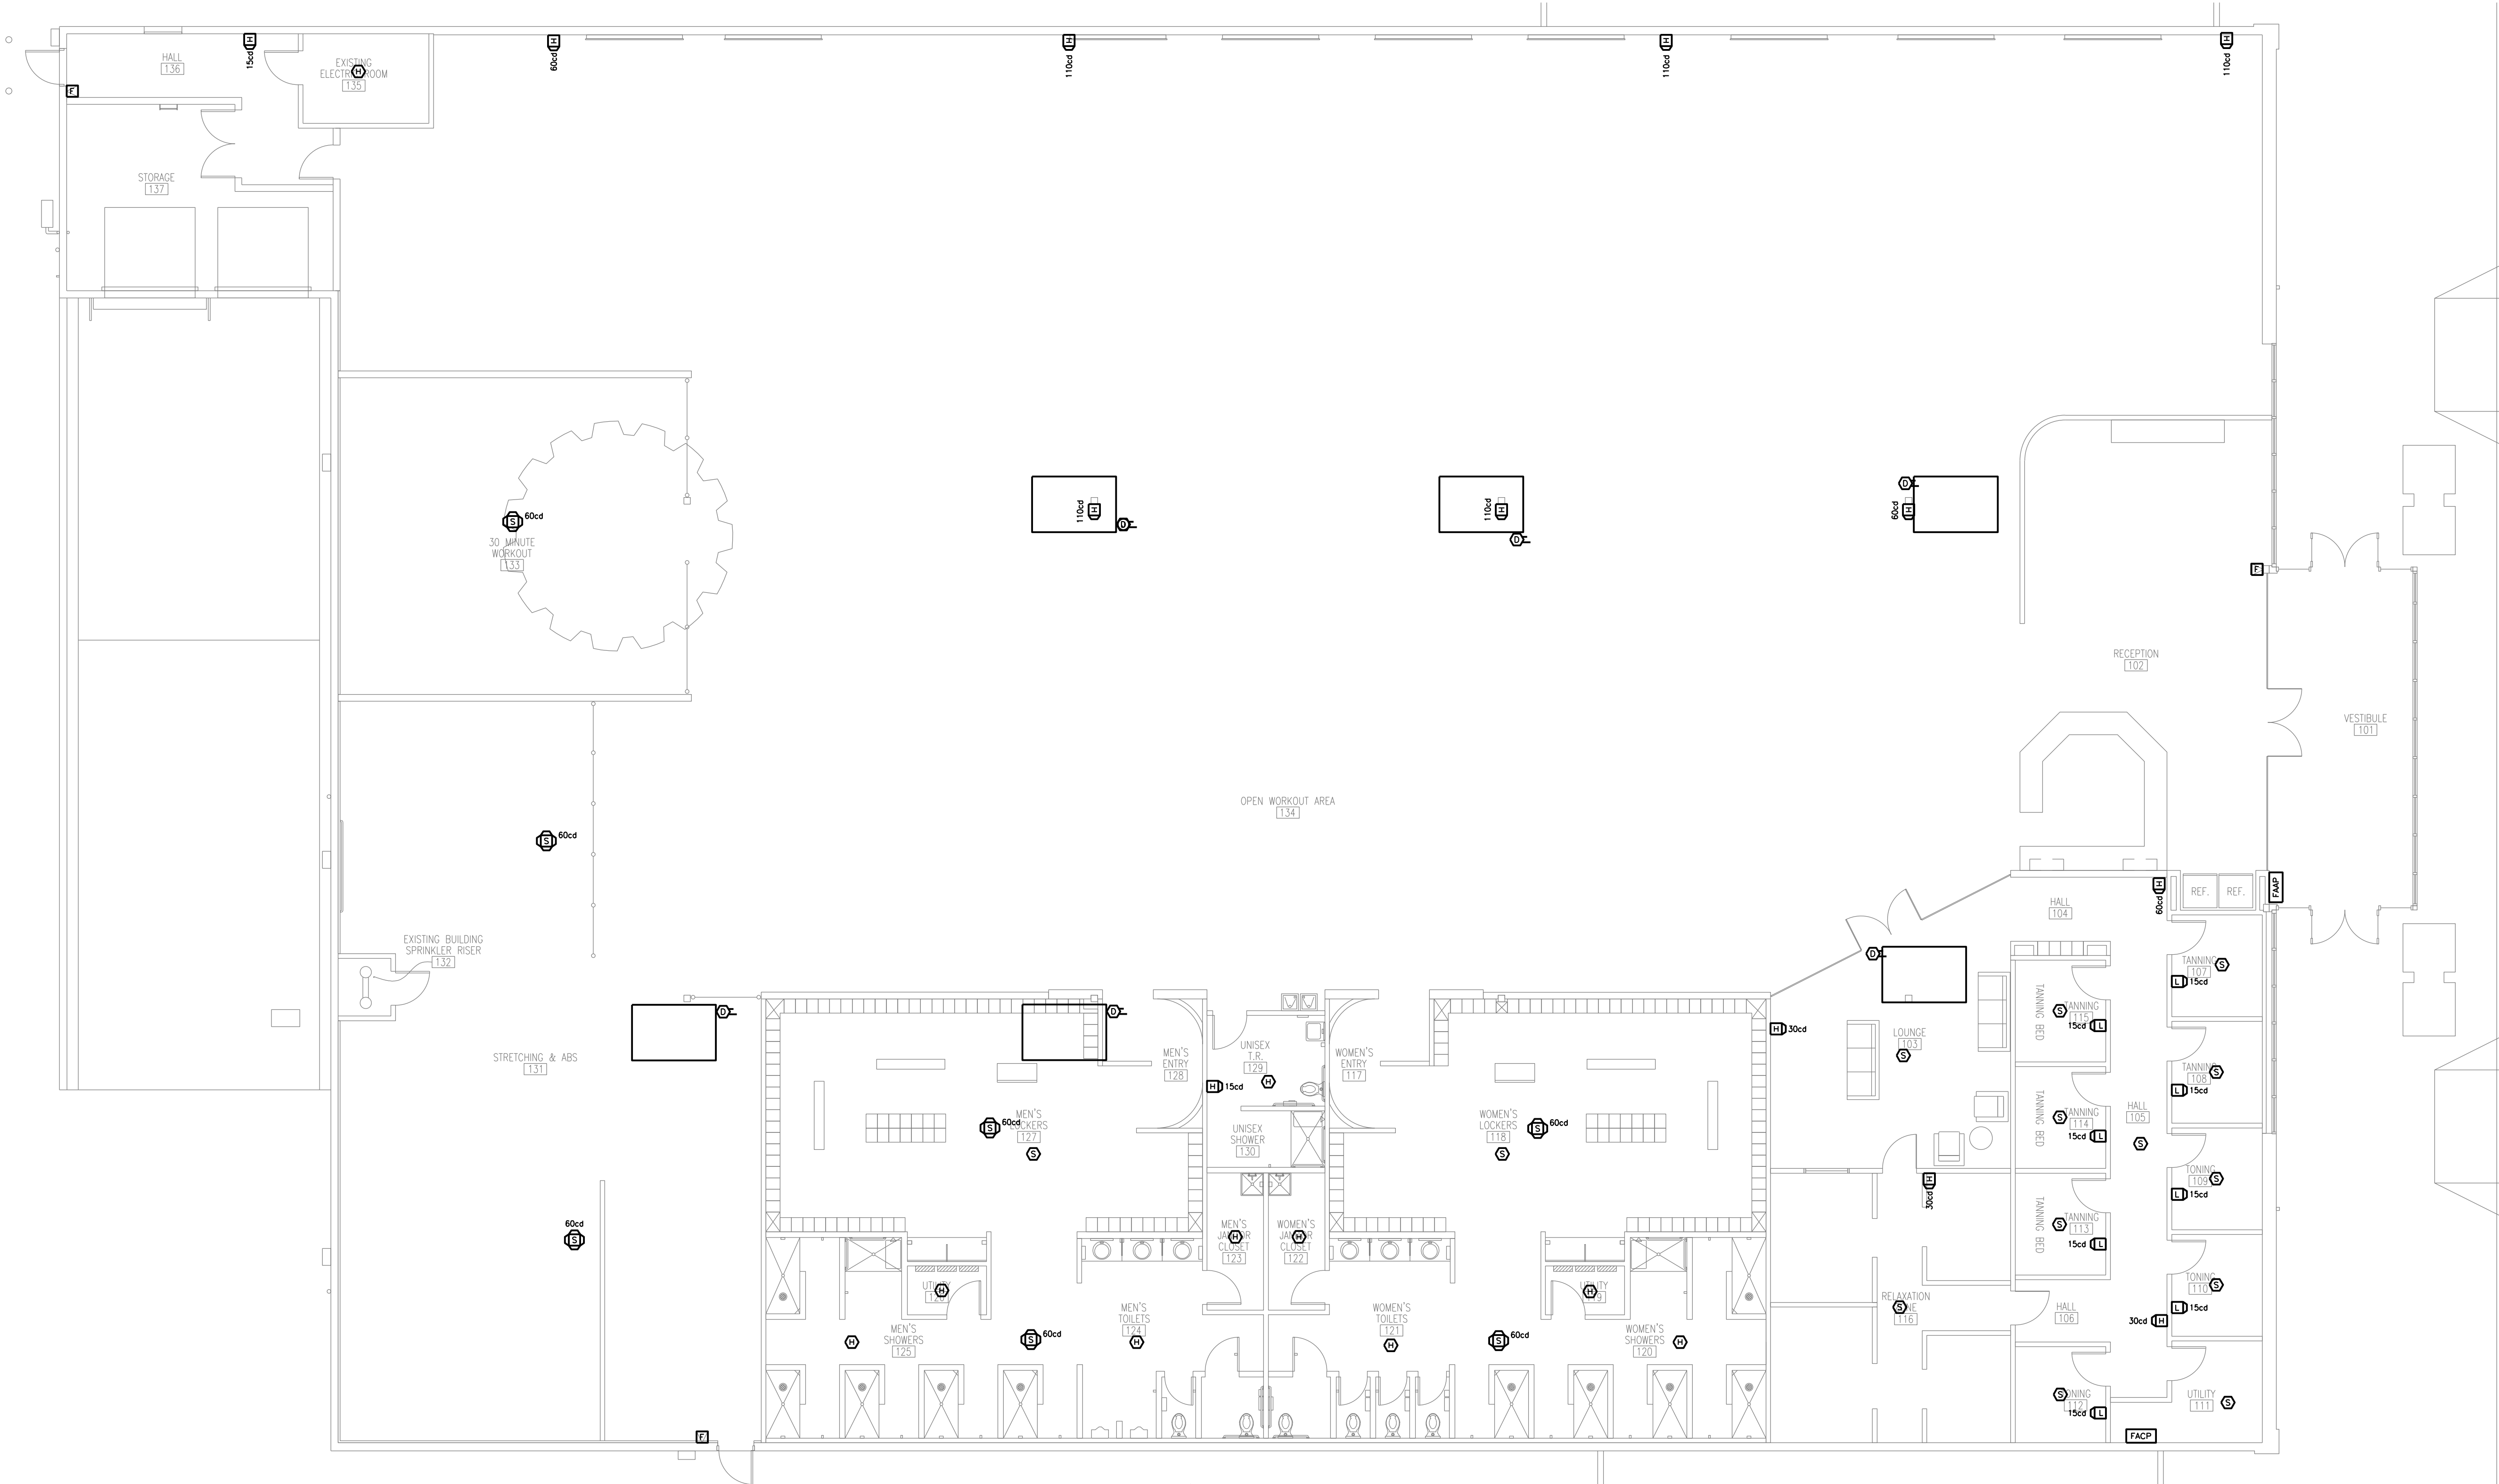 H
15cd
H
60cd
H
110cd
H
110cd
H
110cd
HALL
136
EXISTING
H
135
F
STORAGE
137
S
60cd
30 MINUTE
WORKOUT
133
110cd
H
D
110cd
H
D
D
60cd
H
F
RECEPTION
102
VESTIBULE
101
OPEN WORKOUT AREA
134
S
60cd
H
60cd
REF.
REF.
FAAP
HALL
104
EXISTING BUILDING
SPRINKLER RISER
132
D
TANNING
107
S
L
15cd
D
D
STRETCHING & ABS
131
MEN'S
ENTRY
128
H
15cd
UNISEX
T.R.
129
H
WOMEN'S
ENTRY
117
H
30cd
LOUNGE
103
S
TANNING BED
S
TANNING
115
15cd
L
TANNING
108
S
L
15cd
MEN'S
LOCKERS
127
S
60cd
S
UNISEX
SHOWER
130
WOMEN'S
LOCKERS
118
S
60cd
S
TANNING BED
S
TANNING
114
15cd
L
HALL
105
S
TONING
109
S
L
15cd
H
30cd
60cd
S
MEN'S
H
CLOSET
123
WOMEN'S
H
CLOSET
122
TANNING BED
S
TANNING
113
15cd
L
TONING
110
S
L
15cd
UTILITY
H
UTILITY
H
RELAXATION
S
116
HALL
106
30cd
H
H
MEN'S
SHOWERS
125
S
60cd
MEN'S
TOILETS
124
H
WOMEN'S
TOILETS
121
H
S
60cd
WOMEN'S
SHOWERS
120
H
S
TONING
112
15cd
L
UTILITY
111
S
F
FACP